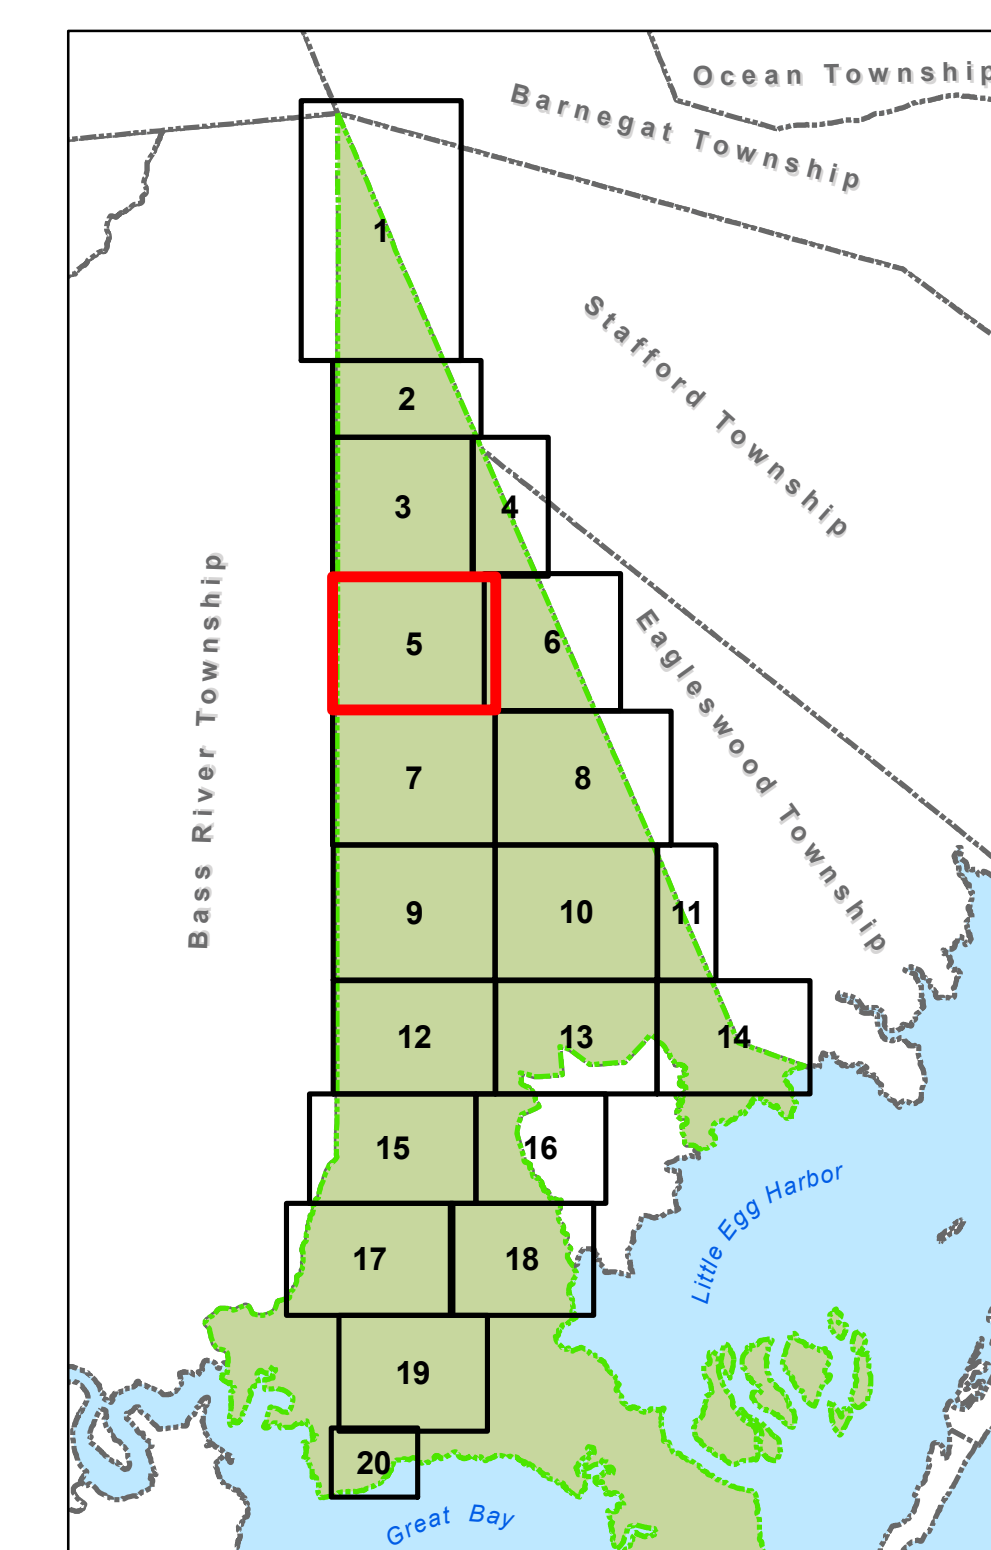 Ocean Township
Barnegat Township
1
Stafford Township
2
3
4
5
6
Bass River Township
Eagleswood Township
7
8
9
10
11
12
13
14
15
16
Little Egg Harbor
17
18
19
20
Great Bay